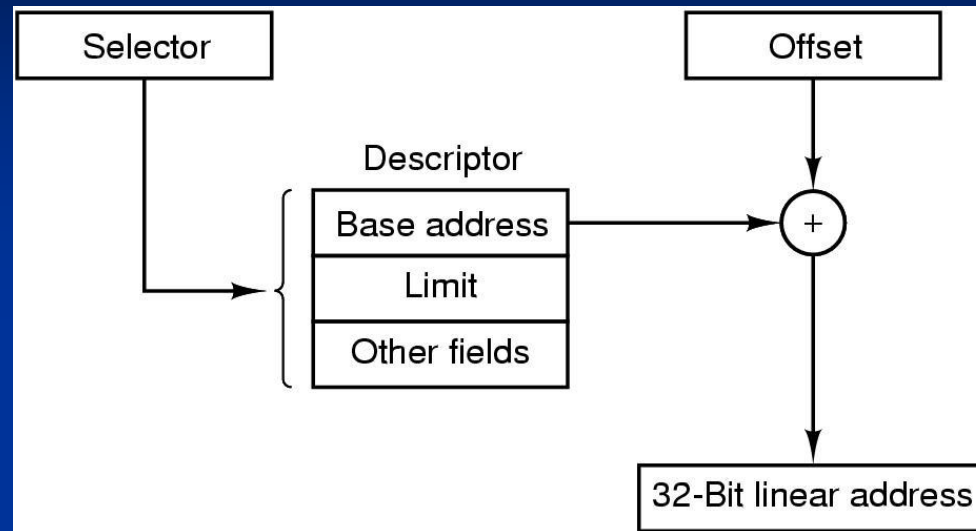 Selector
Offset
Descriptor
Base address
+
Limit
Other fields
32-Bit linear address